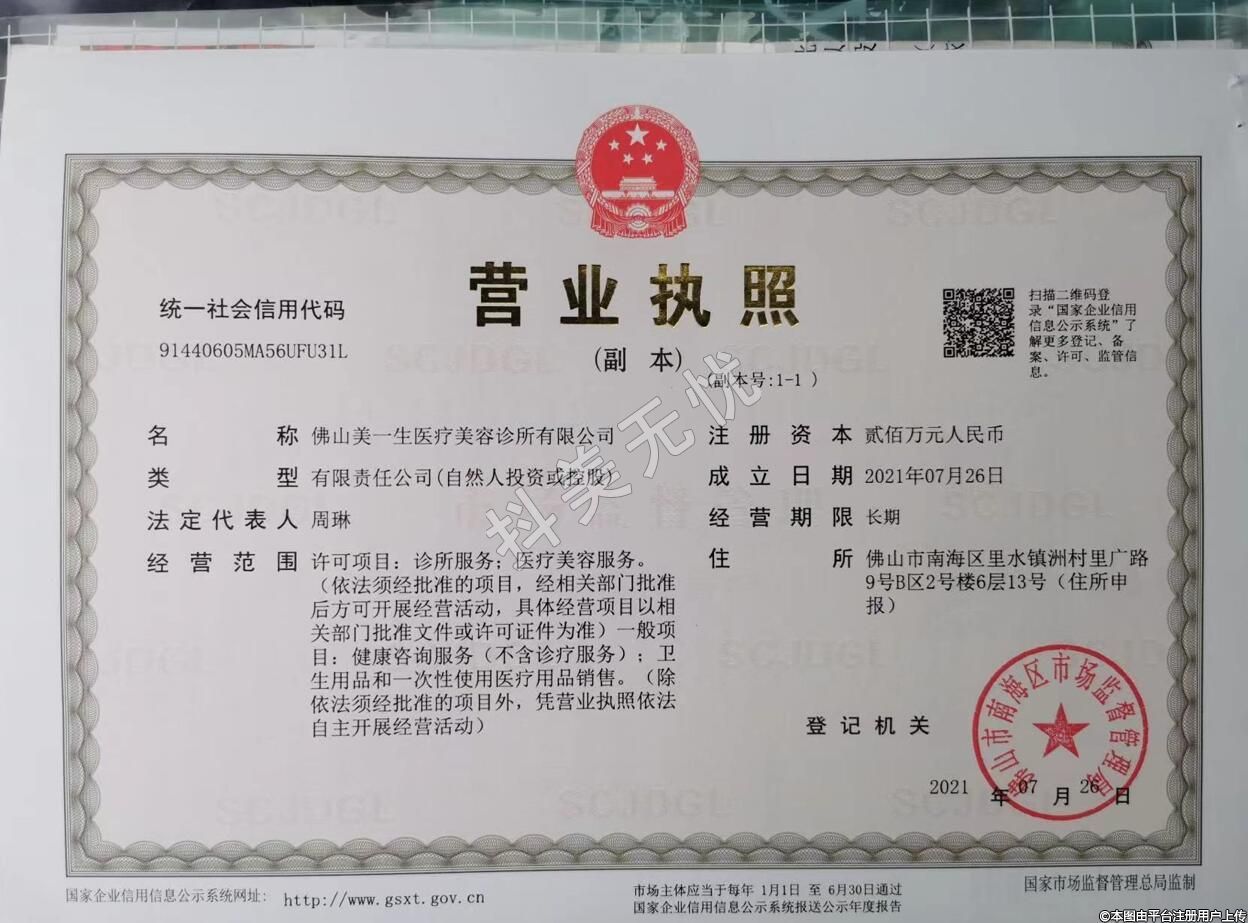 营业执照
(副 本)
(副本号:1-1 )
统一社会信用代码
91440605MA56UFU31L
扫描二维码登
录“国家企业信用
信息公示系统”了
解更多登记、备
案、许可、监管信
息。
名 称 佛山美一生医疗美容诊所有限公司
类 型 有限责任公司(自然人投资或控股)
法定代表人 周琳
经营范围 许可项目：诊所服务；医疗美容服务。
（依法须经批准的项目，经相关部门批准
后方可开展经营活动，具体经营项目以相
关部门批准文件或许可证件为准）一般项
目：健康咨询服务（不含诊疗服务）；卫
生用品和一次性使用医疗用品销售。（除
依法须经批准的项目外，凭营业执照依法
自主开展经营活动）
注册资本 贰佰万元人民币
成立日期 2021年07月26日
经营期限 长期
住 所 佛山市南海区里水镇洲村里广路
9号B区2号楼6层13号（住所申
报）
抖美无忧
登记机关
佛山市南海区市场监督管理局
2021 年 07 月 26 日
国家企业信用信息公示系统网址： http://www.gsxt.gov.cn
市场主体应当于每年 1月1日 至 6月30日通过
国家企业信用信息公示系统报送公示年度报告
国家市场监督管理总局监制
©本图由平台注册用户上传